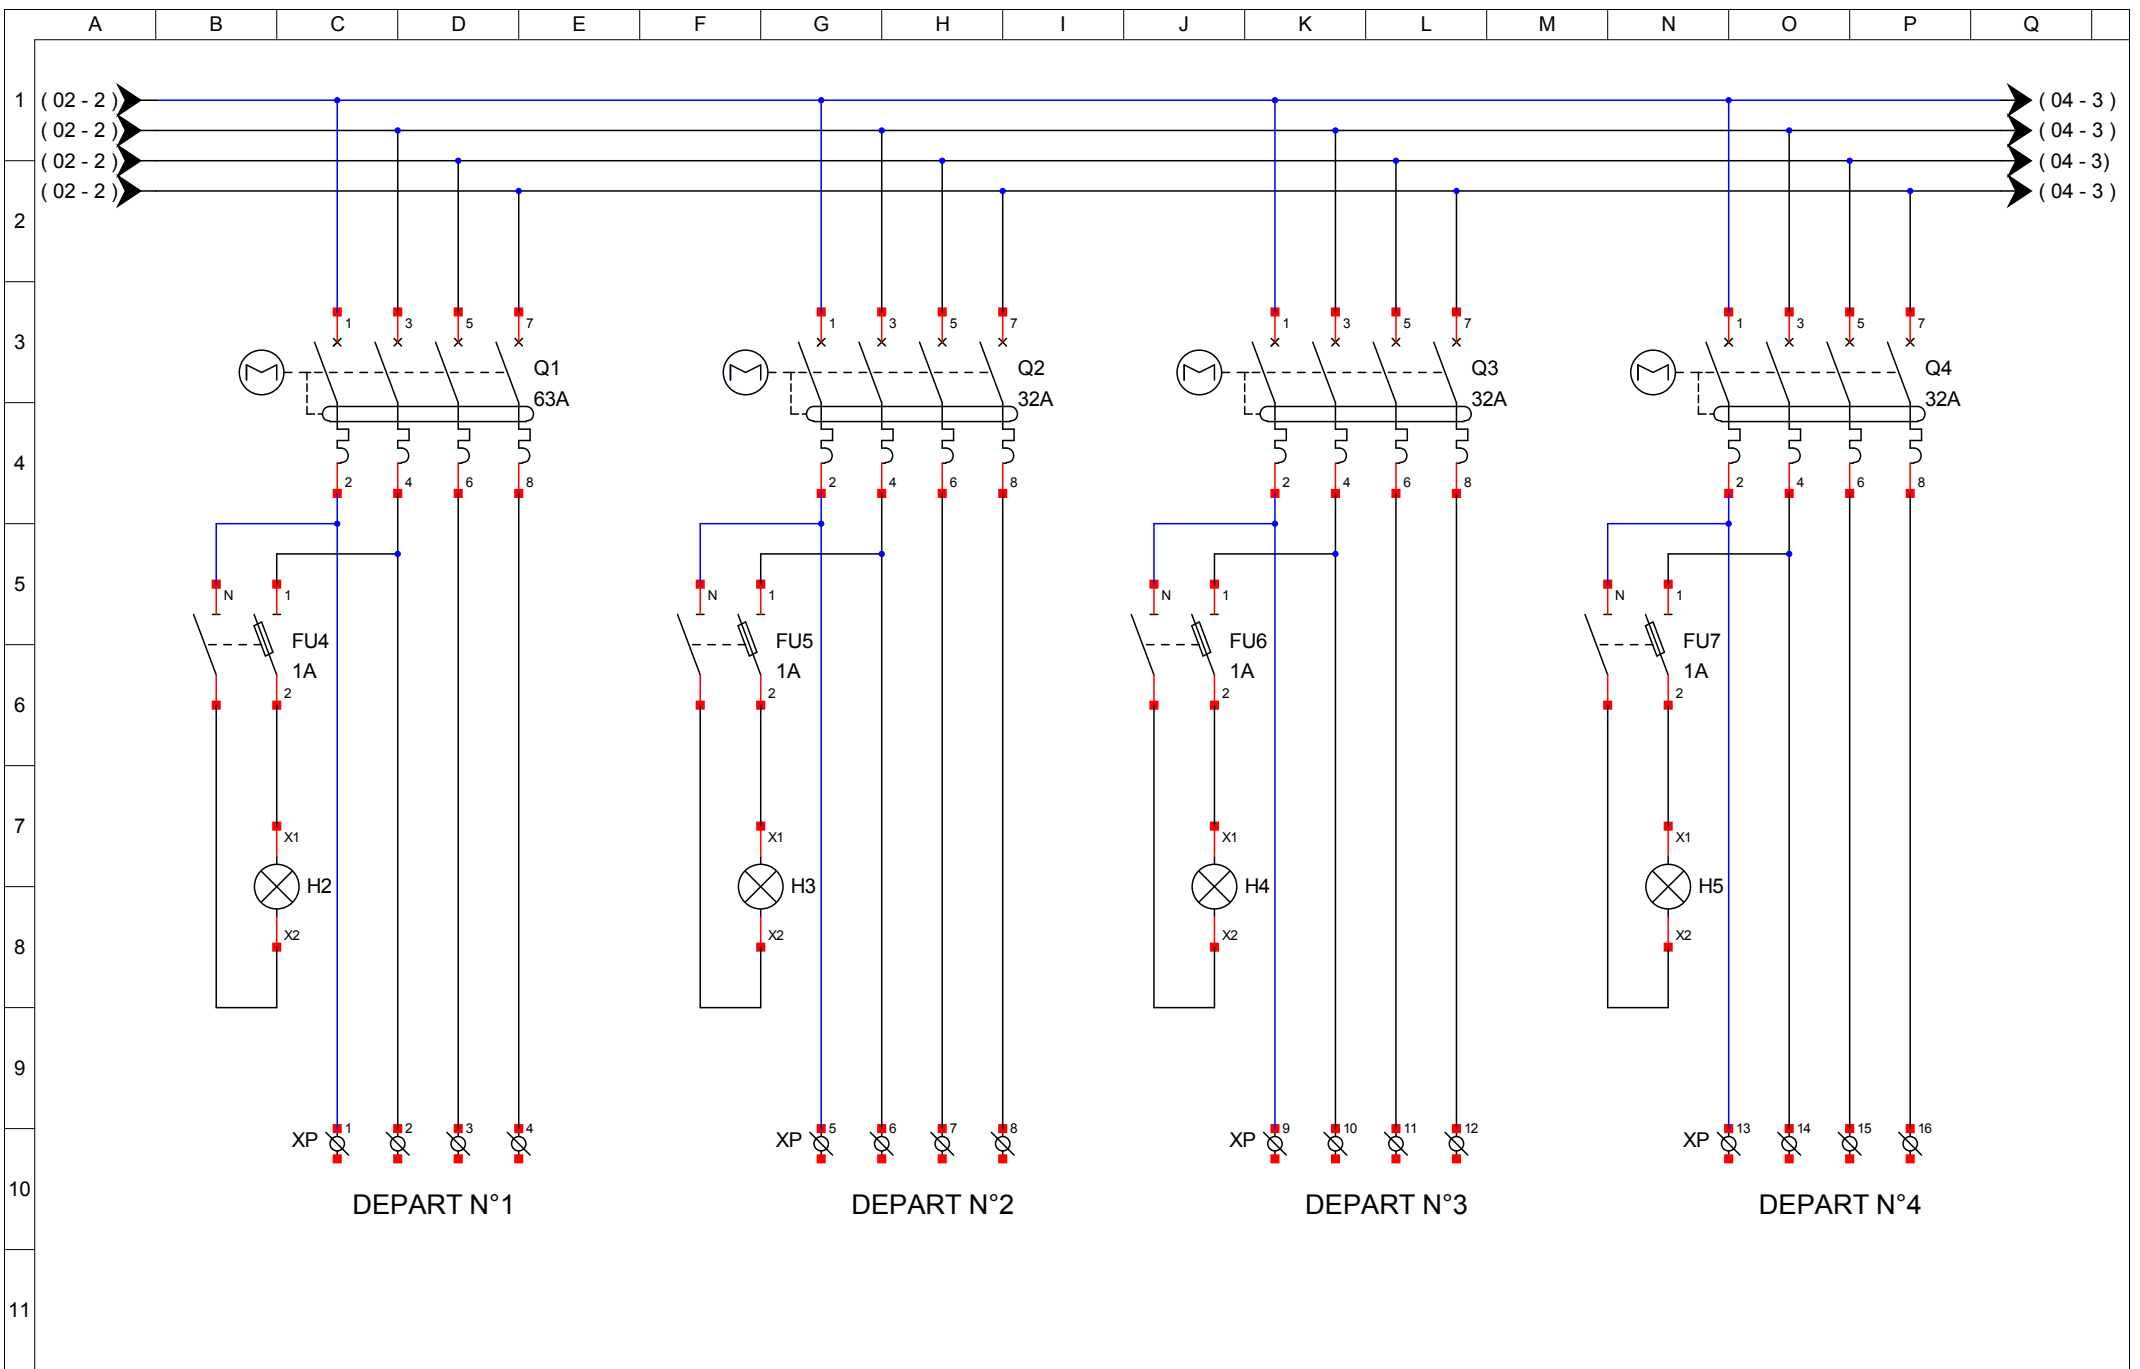 A B C D E F G H I J K L M N O P Q
1 ( 02 - 2 ) ( 04 - 3 )
( 02 - 2 ) ( 04 - 3 )
( 02 - 2 ) ( 04 - 3)
( 02 - 2 ) ( 04 - 3 )
2
1 3 5 7 1 3 5 7 1 3 5 7 1 3 5 7
3
Q1 Q2 Q3 Q4
63A 32A 32A 32A
4
2 4 6 8 2 4 6 8 2 4 6 8 2 4 6 8
5
N 1 N 1 N 1 N 1
FU4 FU5 FU6 FU7
1A 1A 1A 1A
2 2 2 2
6
7
X1 X1 X1 X1
H2 H3 H4 H5
X2 X2 X2 X2
8
9
XP 1 2 3 4 XP 5 6 7 8 XP 9 10 11 12 XP 13 14 15 16
10
DEPART N°1 DEPART N°2 DEPART N°3 DEPART N°4
11